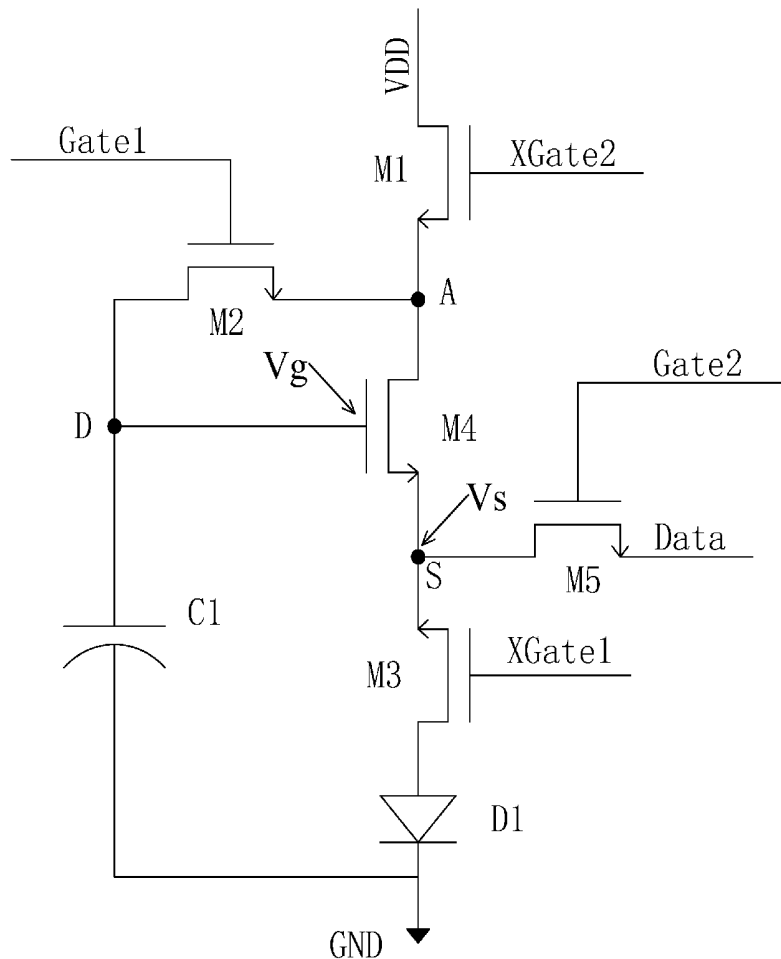 VDD
Gate1
XGate2
M1
A
M2
Vg
Gate2
D
M4
Vs
Data
S
M5
C1
XGate1
M3
D1
GND